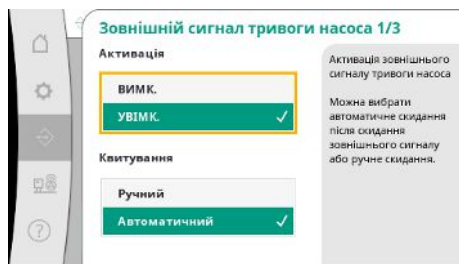 Зовнішній сигнал тривоги насоса 1/3
Активація
ВИМК.
УВІМК.
Квитування
Ручний
Автоматичний
Активація зовнішнього
сигналу тривоги насоса
Можна вибрати
автоматичне скидання
після скидання
зовнішнього сигналу
або ручне скидання.